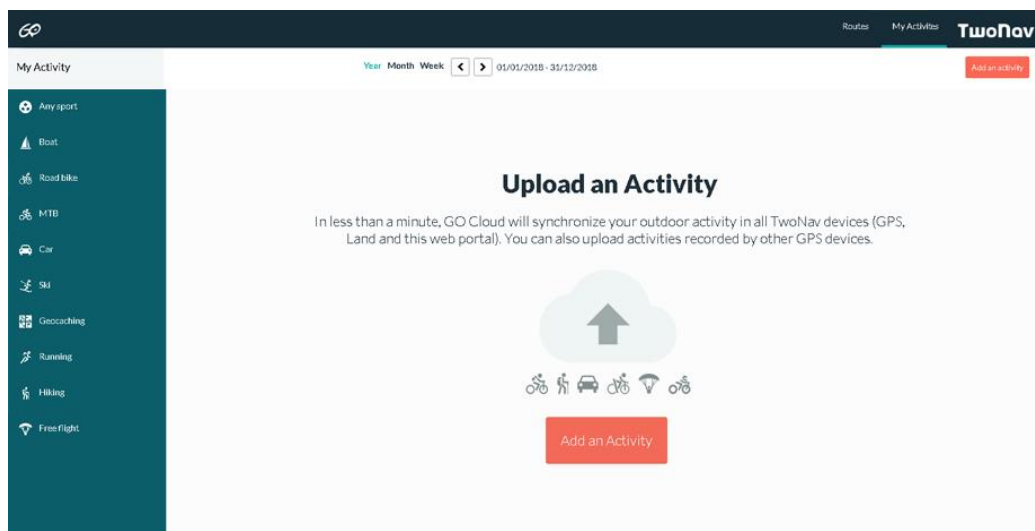 GO
Routes
My Activites
TwoNav
My Activity
Year Month Week < > 01/01/2018 - 31/12/2018
Add an activity
Any sport
Boat
Road bike
MTB
Car
Ski
Geocaching
Running
Hiking
Free flight
Upload an Activity
In less than a minute, GO Cloud will synchronize your outdoor activity in all TwoNav devices (GPS,
Land and this web portal). You can also upload activities recorded by other GPS devices.
Add an Activity